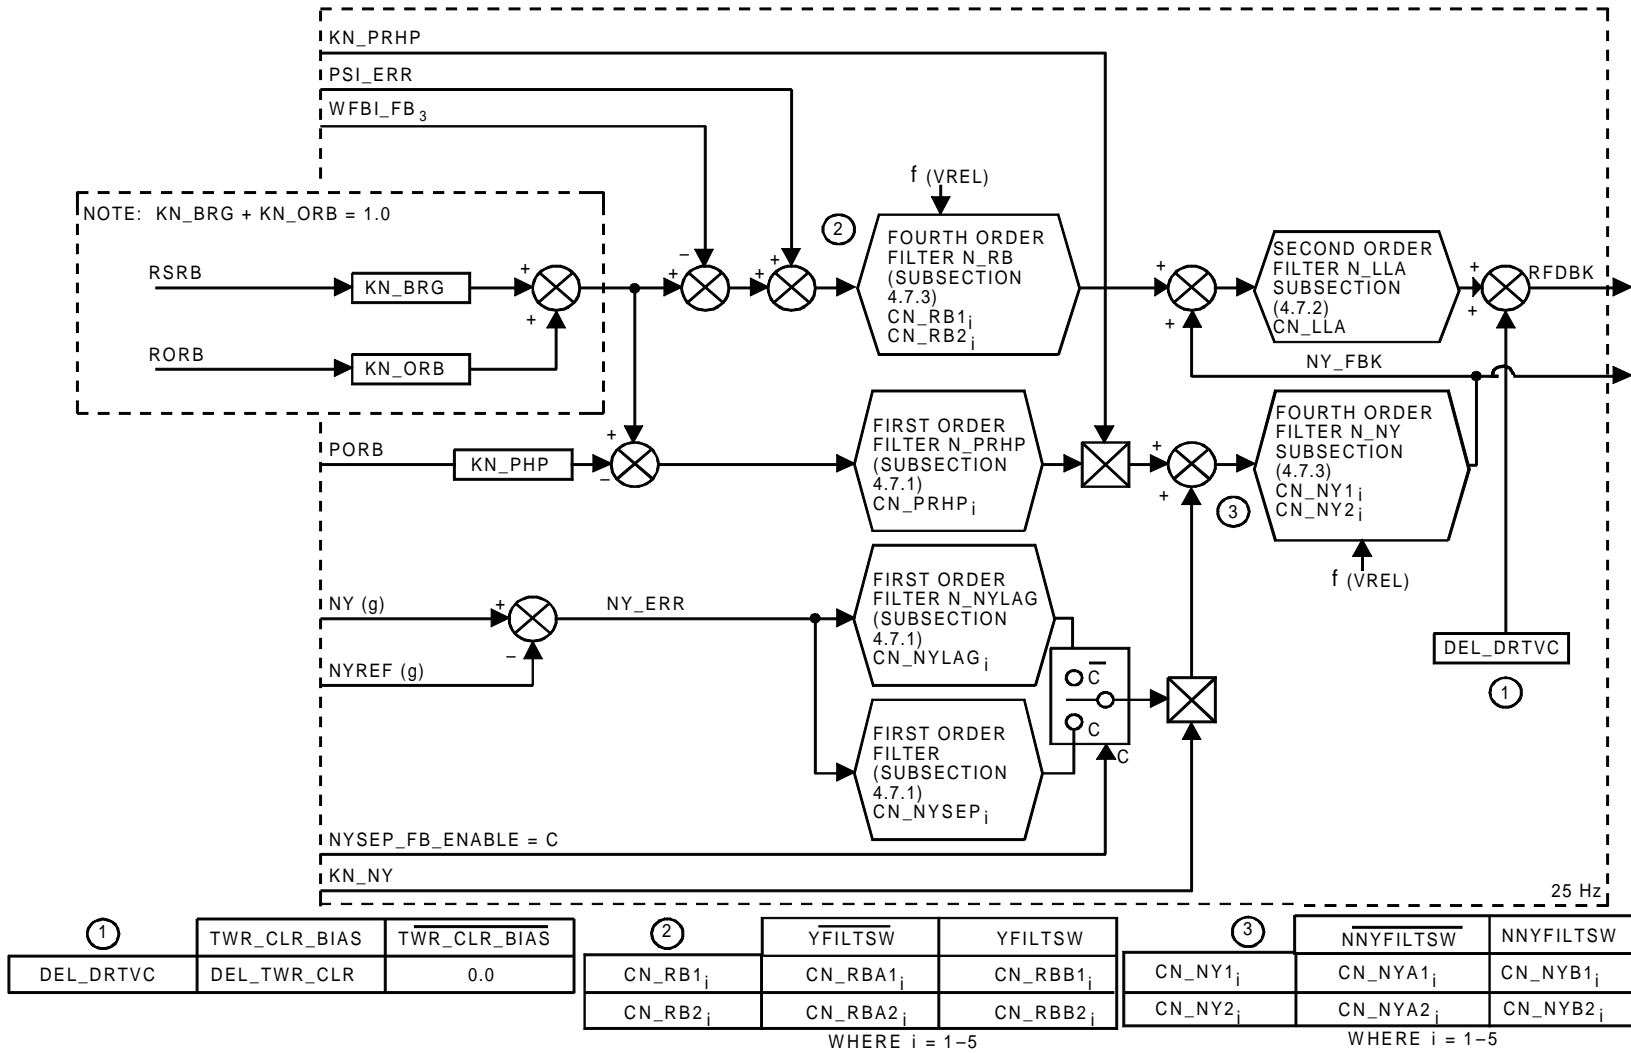 KN_PRHP
PSI_ERR
WFBI_FB3
f (VREL)
NOTE: KN_BRG + KN_ORB = 1.0
RSRB
KN_BRG
+
+
RORB
KN_ORB
+
−
+
+
2
FOURTH ORDER
FILTER N_RB
(SUBSECTION
4.7.3)
CN_RB1i
CN_RB2i
+
+
SECOND ORDER
FILTER N_LLA
SUBSECTION
(4.7.2)
CN_LLA
+
+
RFDBK
NY_FBK
PORB
KN_PHP
+
−
FIRST ORDER
FILTER N_PRHP
(SUBSECTION
4.7.1)
CN_PRHPi
+
+
3
FOURTH ORDER
FILTER N_NY
SUBSECTION
(4.7.3)
CN_NY1i
CN_NY2i
f (VREL)
NY (g)
+
−
NY_ERR
NYREF (g)
FIRST ORDER
FILTER N_NYLAG
(SUBSECTION
4.7.1)
CN_NYLAGi
C̅
C
C
FIRST ORDER
FILTER
(SUBSECTION
4.7.1)
CN_NYSEPi
DEL_DRTVC
1
NYSEP_FB_ENABLE = C
KN_NY
25 Hz
1 TWR_CLR_BIAS T̅W̅R̅_̅C̅L̅R̅_̅B̅I̅A̅S̅
DEL_DRTVC DEL_TWR_CLR 0.0
2 Y̅F̅I̅L̅T̅S̅W̅ YFILTSW
CN_RB1i CN_RBA1i CN_RBB1i
CN_RB2i CN_RBA2i CN_RBB2i
WHERE i = 1–5
3 N̅N̅Y̅F̅I̅L̅T̅S̅W̅ NNYFILTSW
CN_NY1i CN_NYA1i CN_NYB1i
CN_NY2i CN_NYA2i CN_NYB2i
WHERE i = 1–5